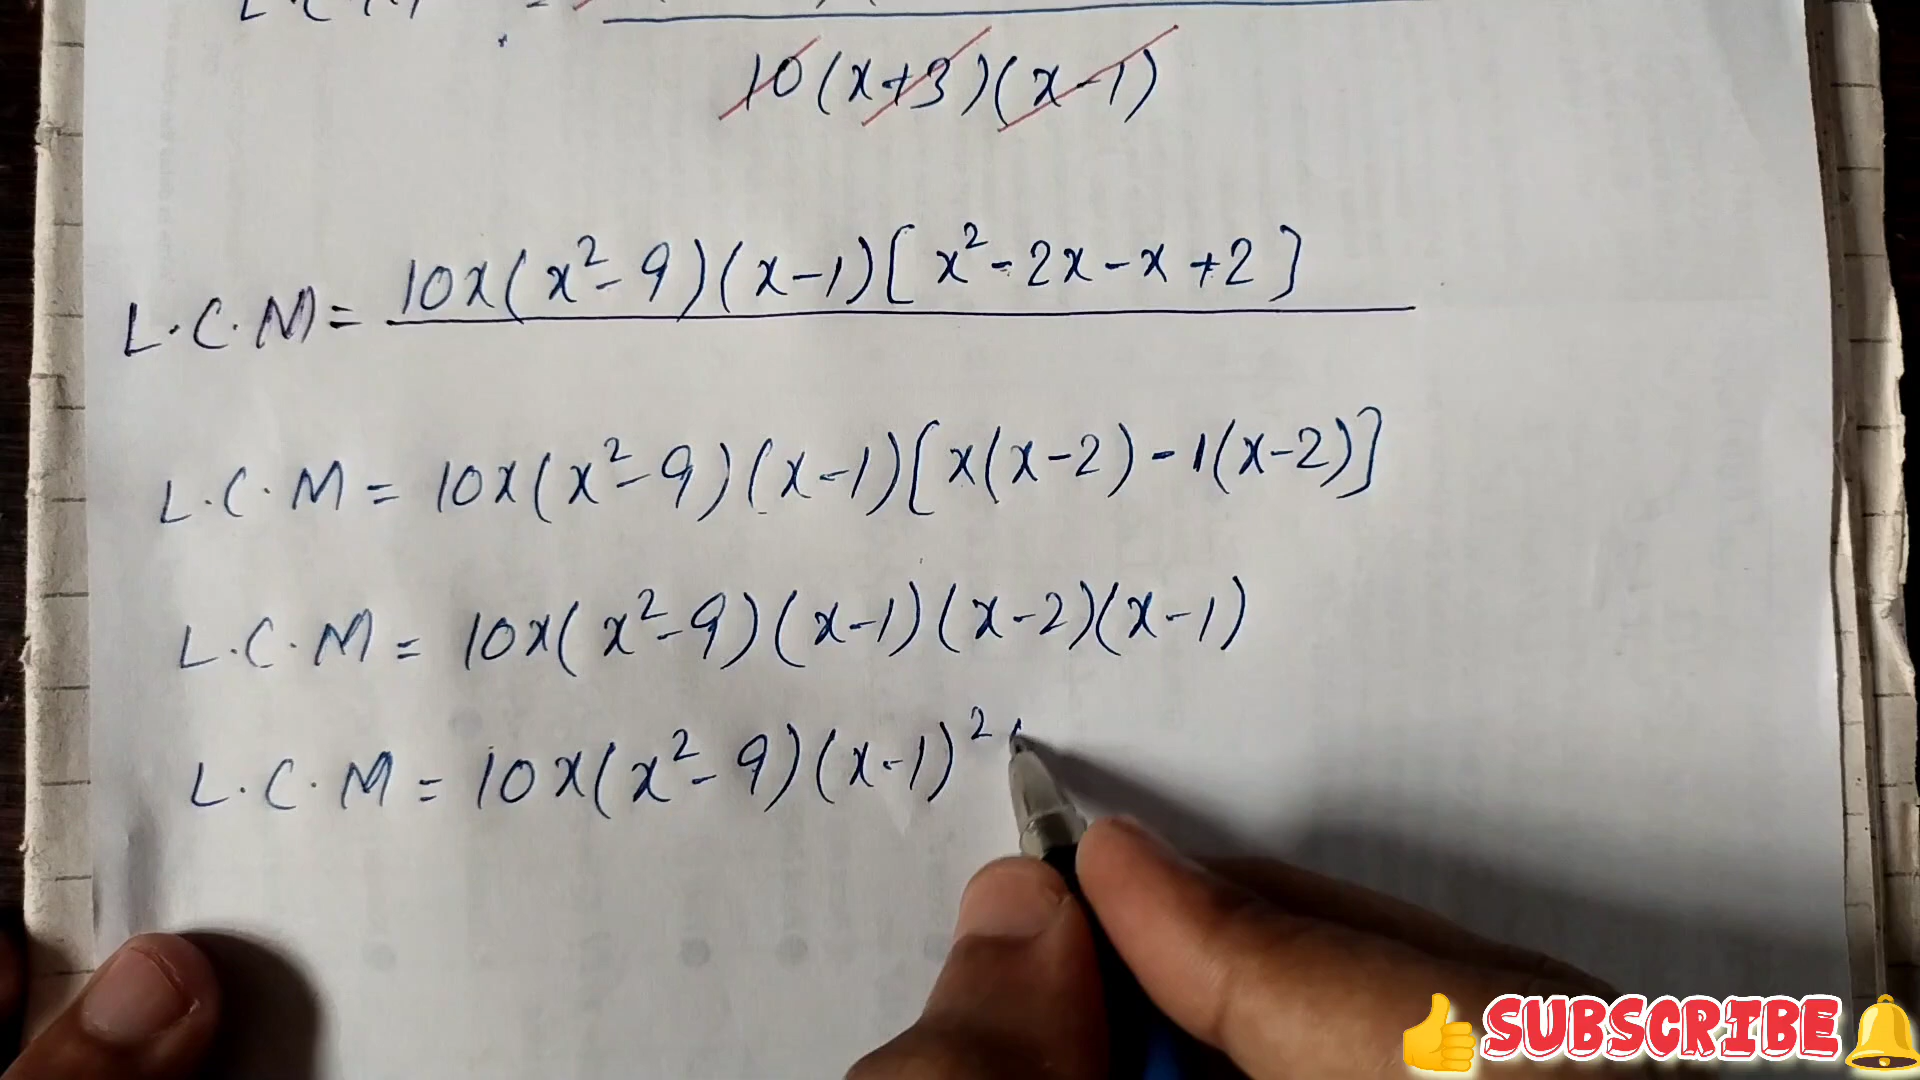 L.C.M =
10(x+3)(x-1)
L.C.M = 10x(x²-9)(x-1)[x²-2x-x+2]
L.C.M = 10x(x²-9)(x-1)[x(x-2)-1(x-2)]
L.C.M = 10x(x²-9)(x-1)(x-2)(x-1)
L.C.M = 10x(x²-9)(x-1)²(
SUBSCRIBE